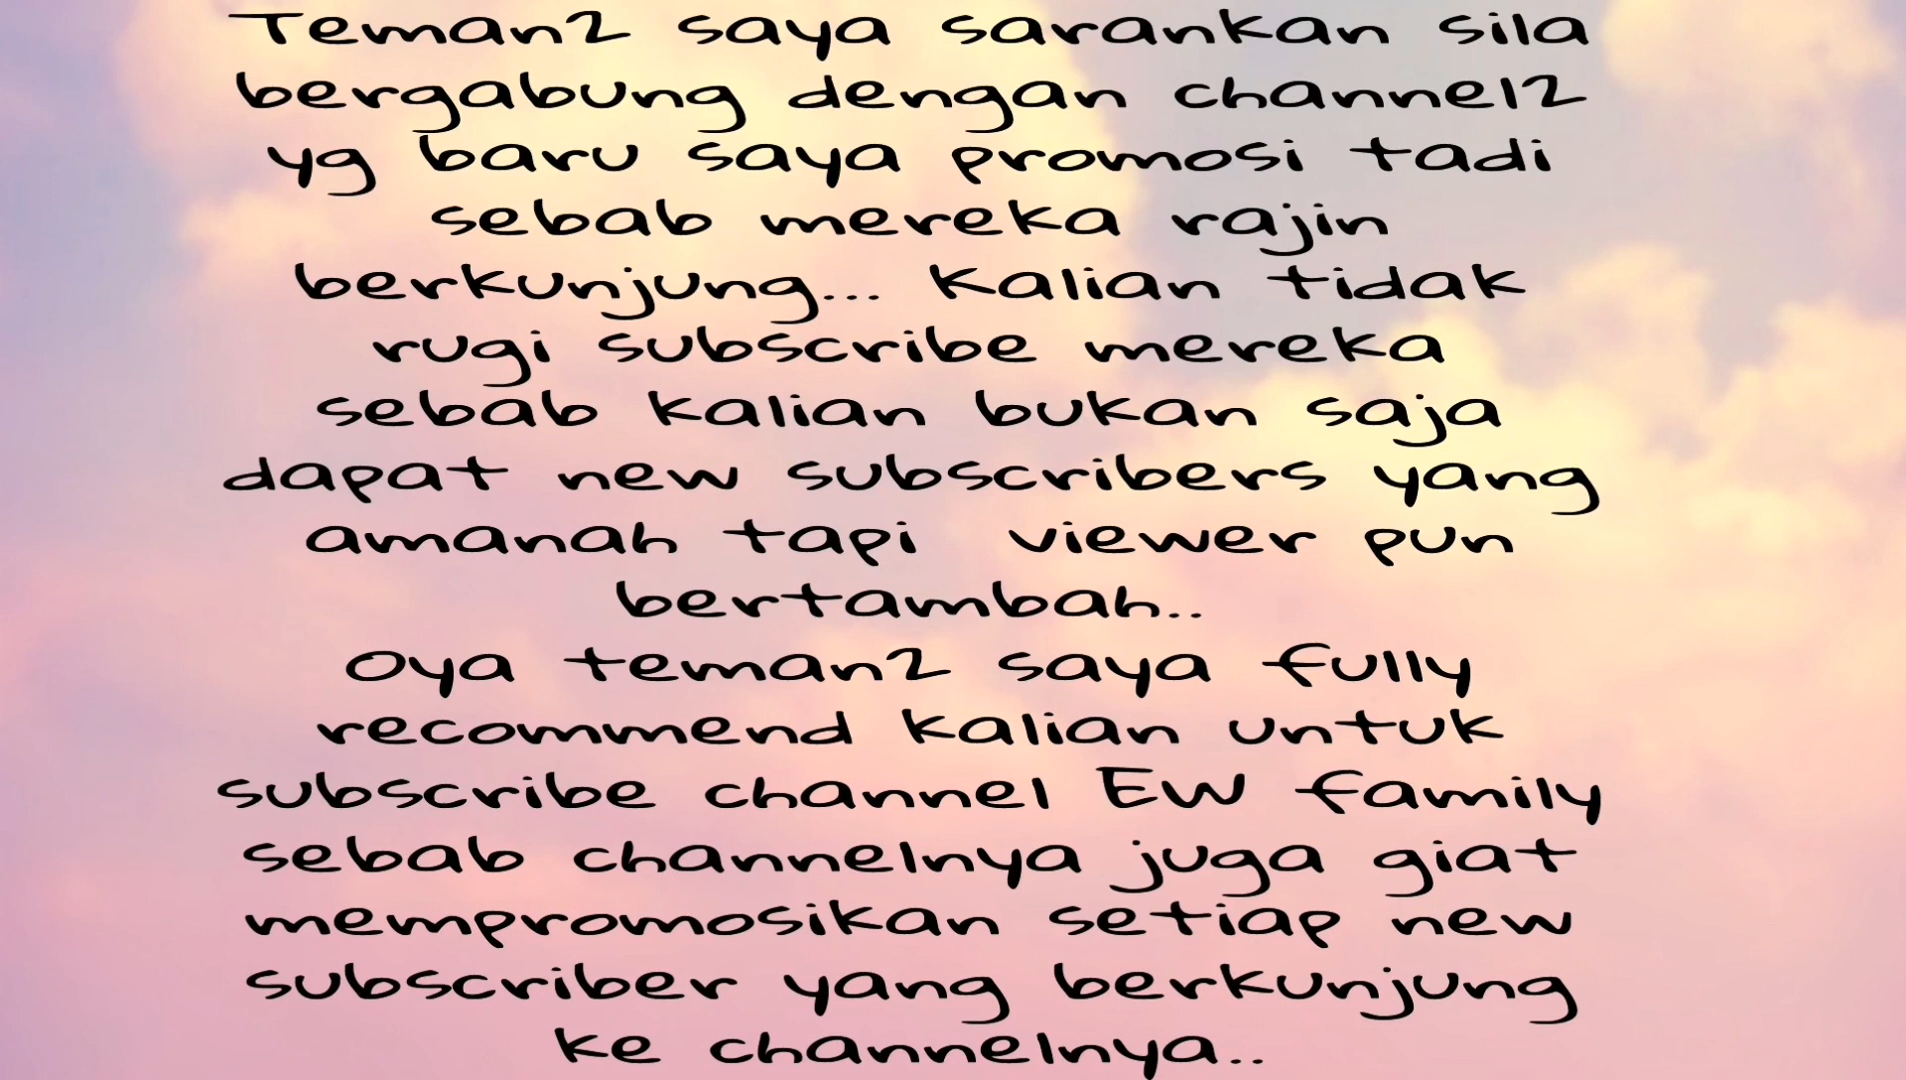 Teman2 saya sarankan sila
bergabung dengan channel2
yg baru saya promosi tadi
sebab mereka rajin
berkunjung... Kalian tidak
rugi subscribe mereka
sebab kalian bukan saja
dapat new subscribers yang
amanah tapi viewer pun
bertambah..
Oya teman2 saya fully
recommend kalian untuk
subscribe channel EW family
sebab channelnya juga giat
mempromosikan setiap new
subscriber yang berkunjung
ke channelnya..